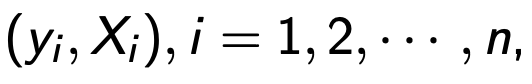 (y_i, X_i), i = 1, 2, ⋯ , n,